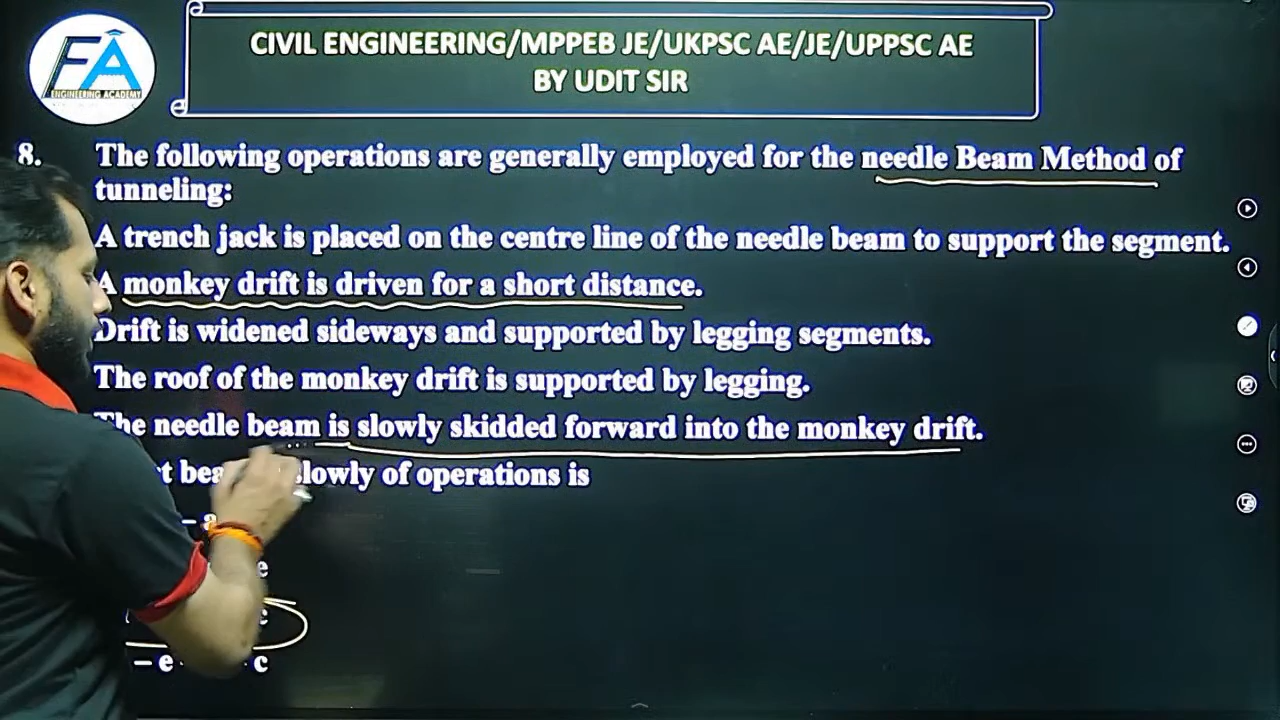 FA
ENGINEERING ACADEMY
CIVIL ENGINEERING/MPPEB JE/UKPSC AE/JE/UPPSC AE
BY UDIT SIR
8. The following operations are generally employed for the needle Beam Method of
tunneling:
A trench jack is placed on the centre line of the needle beam to support the segment.
A monkey drift is driven for a short distance.
Drift is widened sideways and supported by legging segments.
The roof of the monkey drift is supported by legging.
The needle beam is slowly skidded forward into the monkey drift.
slowly of operations is
– a
e
c
– e c